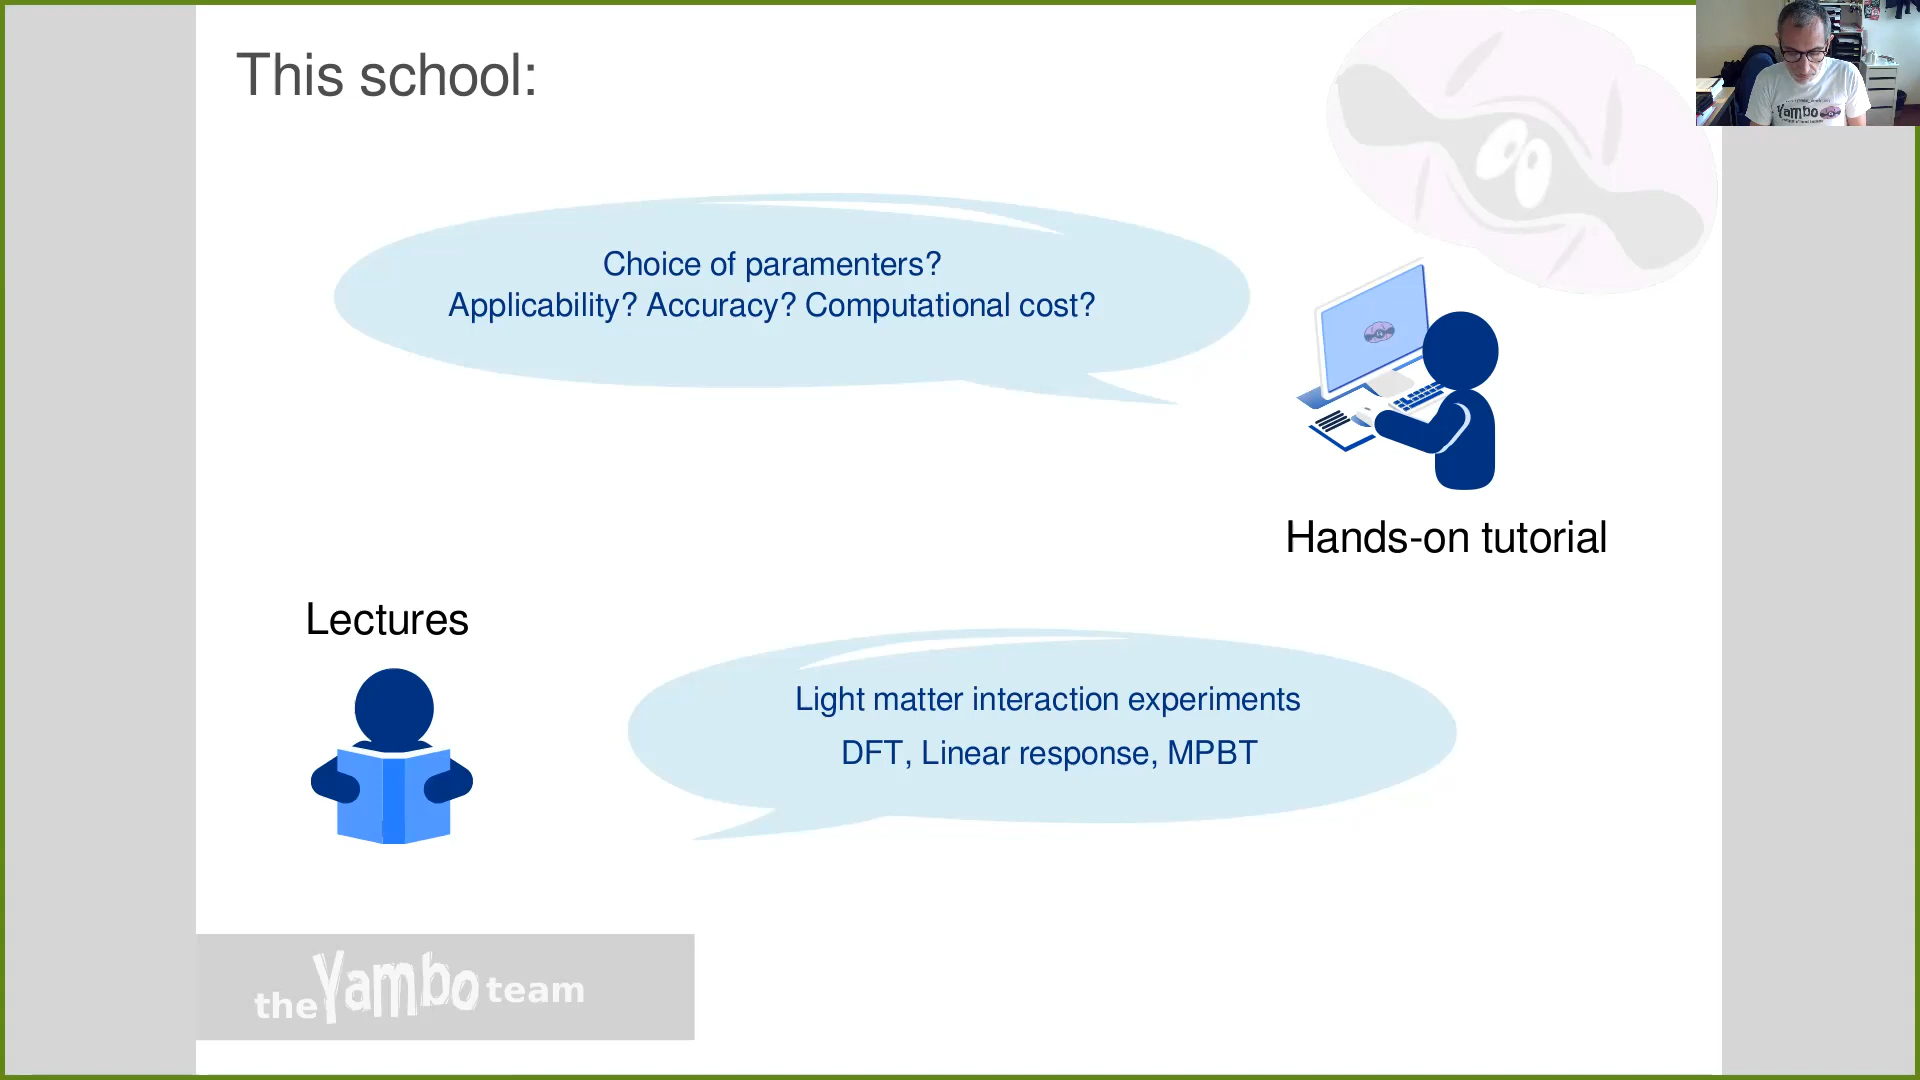 This school:
Choice of paramenters?
Applicability? Accuracy? Computational cost?
Hands-on tutorial
Lectures
Light matter interaction experiments
DFT, Linear response, MPBT
the Yambo team
Yambo